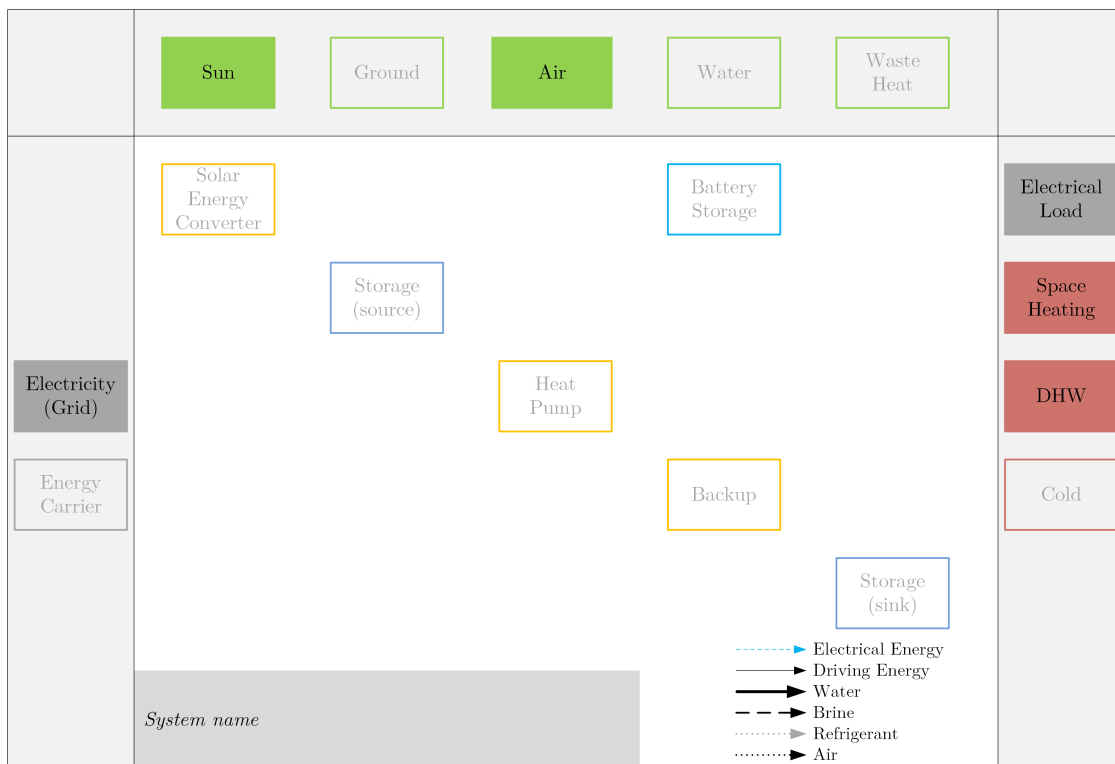 Sun
Ground
Air
Water
Waste
Heat
Solar
Energy
Converter
Battery
Storage
Electrical
Load
Storage
(source)
Space
Heating
Electricity
(Grid)
Heat
Pump
DHW
Energy
Carrier
Backup
Cold
Storage
(sink)
Electrical Energy
Driving Energy
Water
Brine
Refrigerant
Air
System name